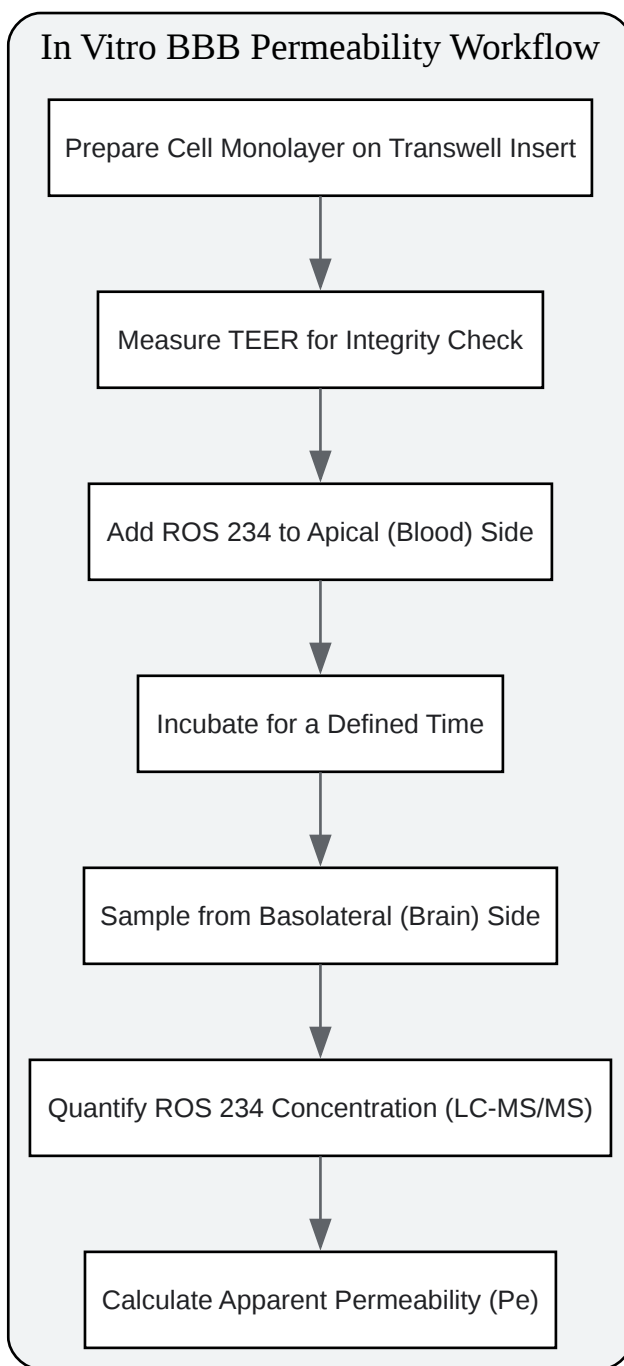 In Vitro BBB Permeability Workflow
Prepare Cell Monolayer on Transwell Insert
Measure TEER for Integrity Check
Add ROS 234 to Apical (Blood) Side
Incubate for a Defined Time
Sample from Basolateral (Brain) Side
Quantify ROS 234 Concentration (LC-MS/MS)
Calculate Apparent Permeability (Pe)